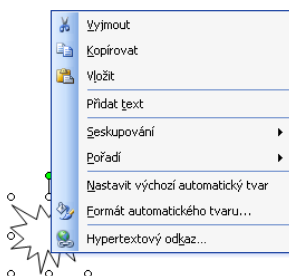 Vyjmout
Kopírovat
Vložit
Přidat text
Seskupování
Pořadí
Nastavit výchozí automatický tvar
Formát automatického tvaru...
Hypertextový odkaz...